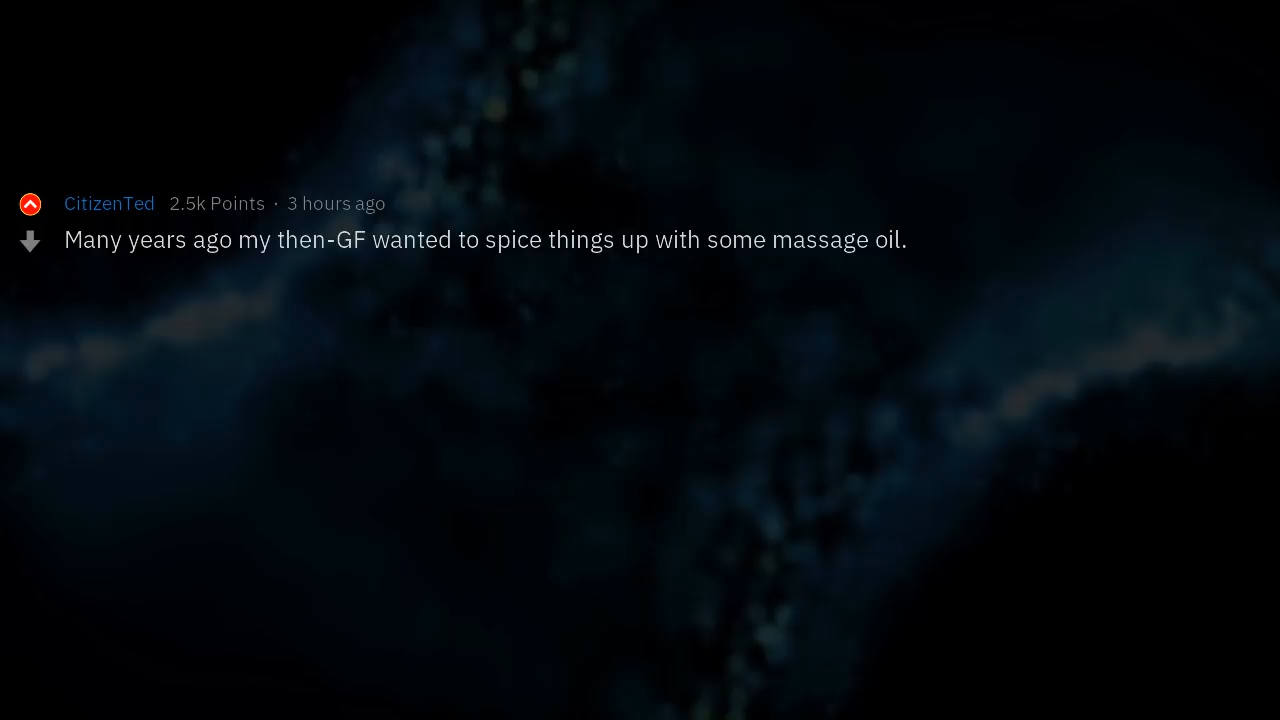 CitizenTed 2.5k Points · 3 hours ago
Many years ago my then-GF wanted to spice things up with some massage oil.